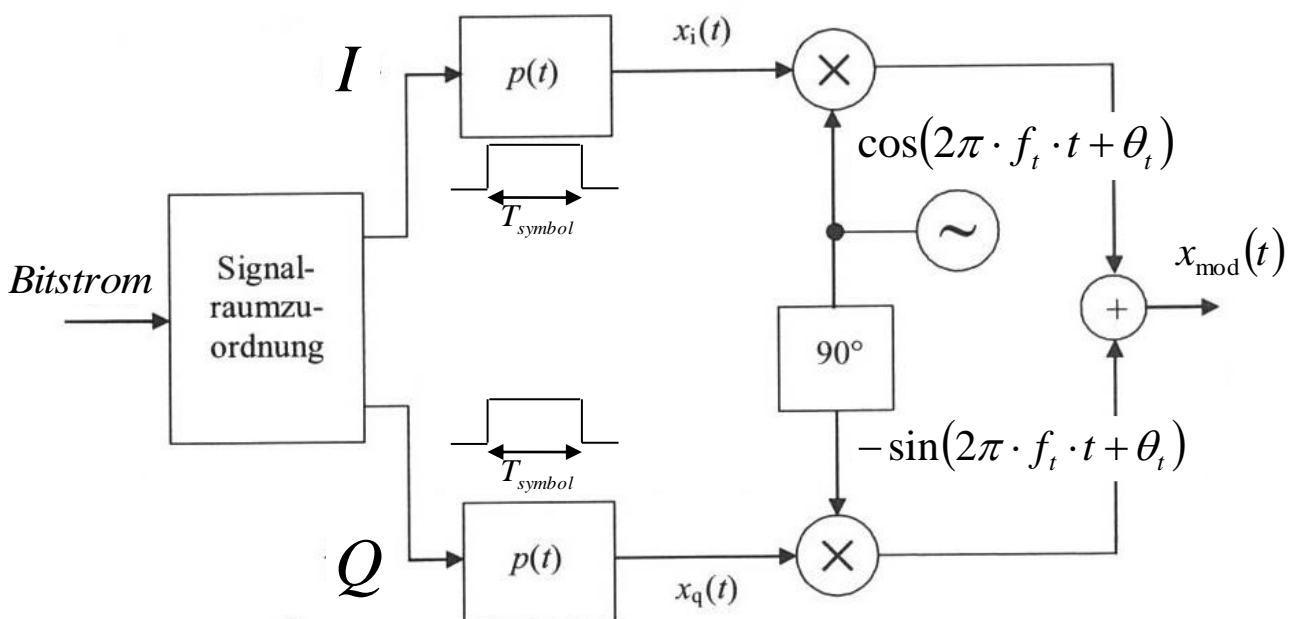 I
p(t)
x_i(t)
×
cos(2π · f_t · t + θ_t)
T_symbol
~
Bitstrom
Signal-
raumzu-
ordnung
x_mod(t)
+
90°
−sin(2π · f_t · t + θ_t)
T_symbol
Q
p(t)
x_q(t)
×